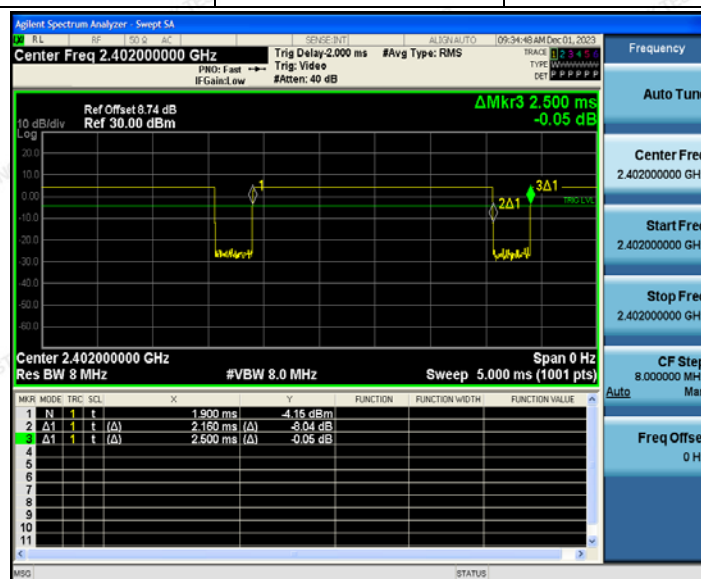 Agilent Spectrum Analyzer - Swept SA
RL RF 50 Ω AC SENSE:INT ALIGNAUTO 09:34:48 AM Dec 01, 2023
Center Freq 2.402000000 GHz
PNO: Fast
IFGain:Low
Trig Delay-2.000 ms
Trig: Video
#Atten: 40 dB
#Avg Type: RMS
TRACE 1 2 3 4 5 6
TYPE WWWWWW
DET P P P P P P
ΔMkr3 2.500 ms
-0.05 dB
Ref Offset 8.74 dB
10 dB/div Ref 30.00 dBm
Log
20.0
10.0
0.00
-10.0
-20.0
-30.0
-40.0
-50.0
-60.0
1
2Δ1
3Δ1
TRIG LVL
Center 2.402000000 GHz Span 0 Hz
Res BW 8 MHz #VBW 8.0 MHz Sweep 5.000 ms (1001 pts)
MKR MODE TRC SCL X Y FUNCTION FUNCTION WIDTH FUNCTION VALUE
1 N 1 t 1.900 ms -4.15 dBm
2 Δ1 1 t (Δ) 2.160 ms (Δ) -8.04 dB
3 Δ1 1 t (Δ) 2.500 ms (Δ) -0.05 dB
4
5
6
7
8
9
10
11
MSG STATUS
Frequency
Auto Tun
Center Fre
2.402000000 GH
Start Fre
2.402000000 GH
Stop Fre
2.402000000 GH
CF Step
8.000000 MH
Auto Ma
Freq Offse
0 H